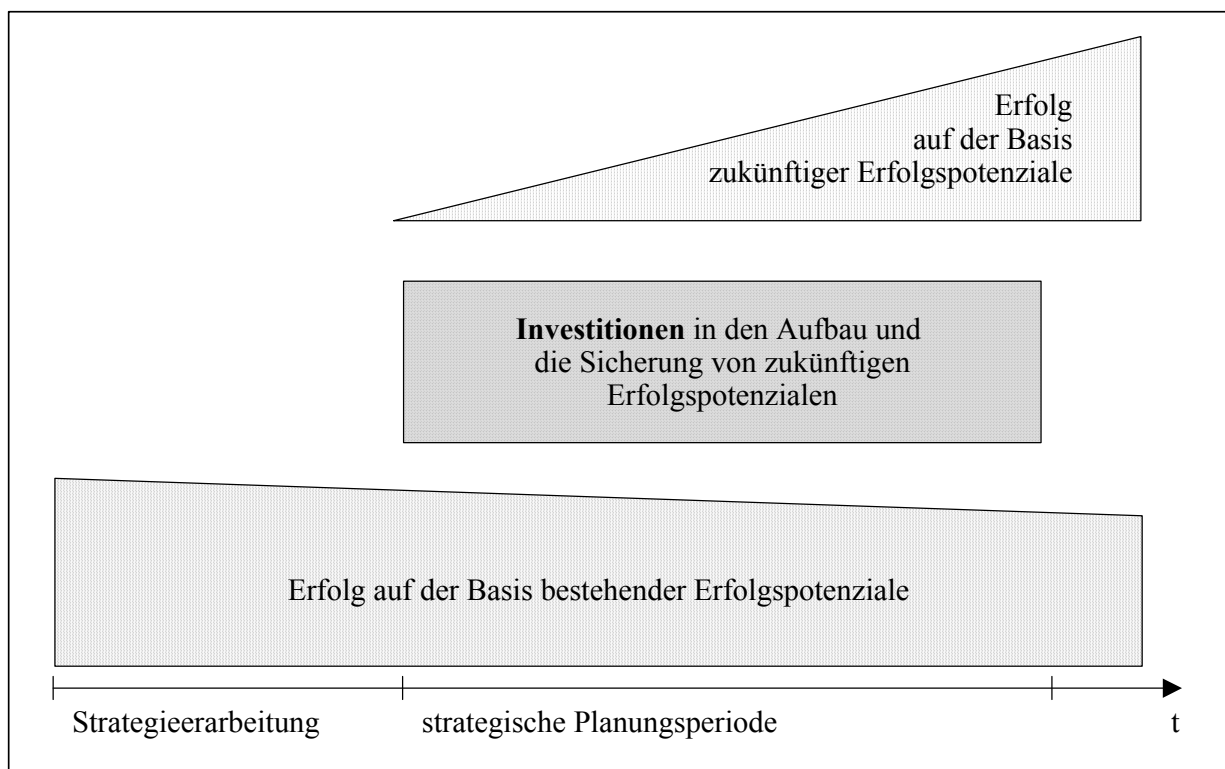 Erfolg
auf der Basis
zukünftiger Erfolgspotenziale
Investitionen in den Aufbau und
die Sicherung von zukünftigen
Erfolgspotenzialen
Erfolg auf der Basis bestehender Erfolgspotenziale
Strategieerarbeitung strategische Planungsperiode t